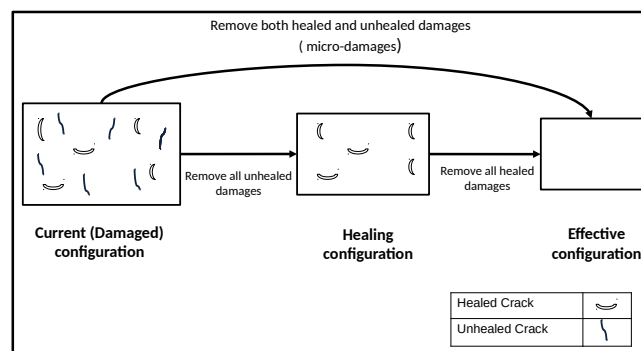 Remove both healed and unhealed damages
( micro-damages)
Remove all unhealed
damages
Remove all healed
damages
Current (Damaged)
configuration
Healing
configuration
Effective
configuration
Healed Crack
Unhealed Crack